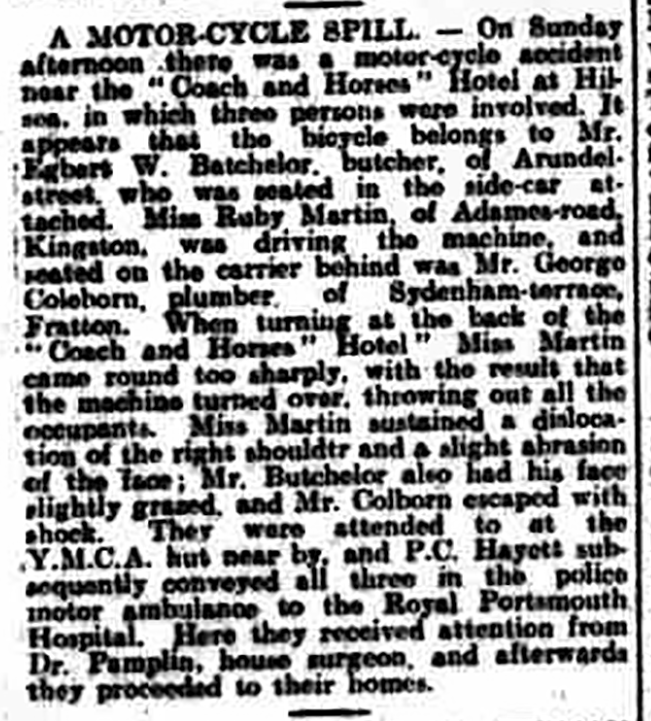 A MOTOR-CYCLE SPILL. — On Sunday
afternoon there was a motor-cycle accident
near the "Coach and Horses" Hotel at Hil-
sea, in which three persons were involved. It
appears that the bicycle belongs to Mr.
Egbert W. Batchelor, butcher, of Arundel-
street, who was seated in the side-car at-
tached. Miss Ruby Martin, of Adames-road,
Kingston, was driving the machine, and
seated on the carrier behind was Mr. George
Coleborn, plumber, of Sydenham-terrace,
Fratton. When turning at the back of the
"Coach and Horses" Hotel" Miss Martin
came round too sharply, with the result that
the machine turned over, throwing out all the
occupants. Miss Martin sustained a disloca-
tion of the right shouldtr and a slight abrasion
of the face; Mr. Butchelor also had his face
slightly grazed, and Mr. Colborn escaped with
shock. They were attended to at the
Y.M.C.A. hut near by, and P.C. Hayett sub-
sequently conveyed all three in the police
motor ambulance to the Royal Portsmouth
Hospital. Here they received attention from
Dr. Pamplin, house surgeon, and afterwards
they proceeded to their homes.